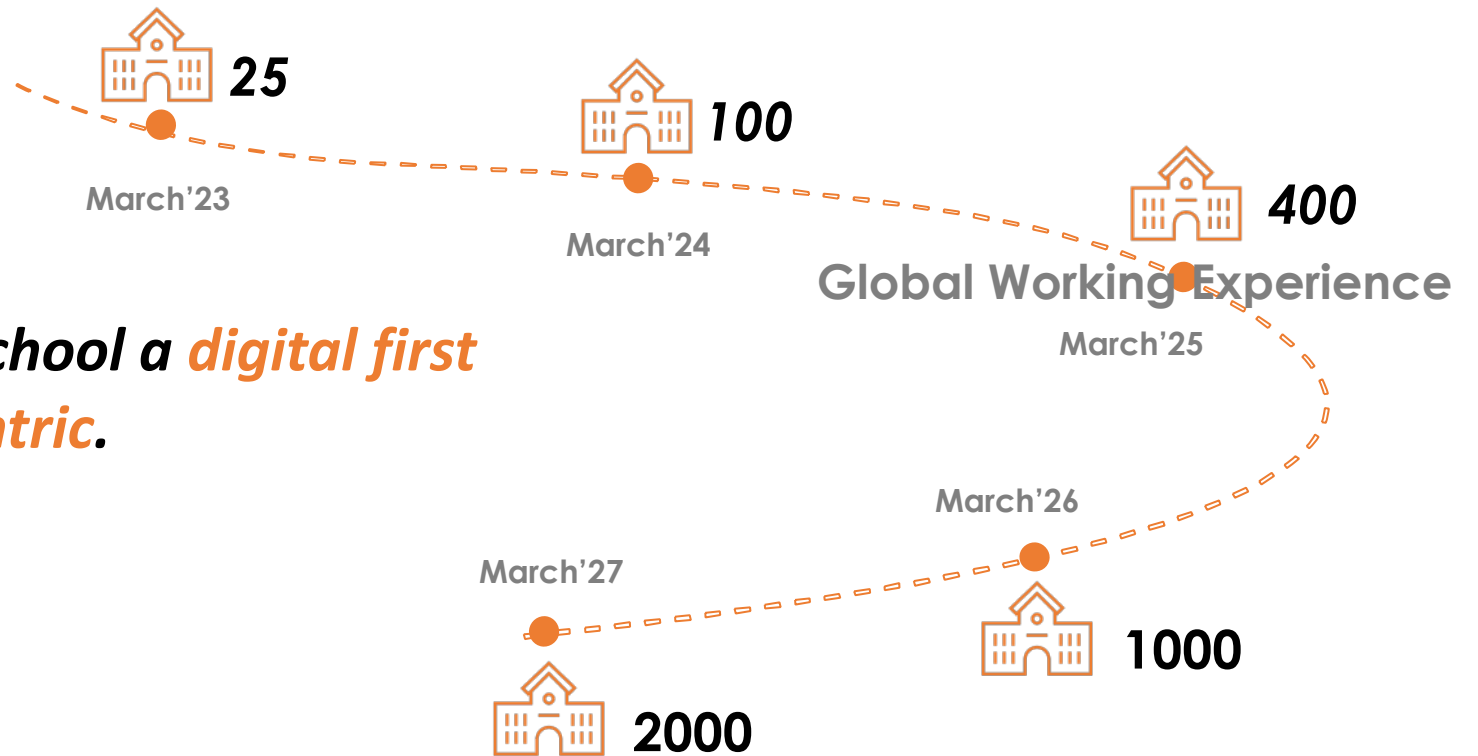 25
March’23
100
March’24
400
Global Working Experience
March’25
chool a digital first
ntric.
March’26
1000
March’27
2000